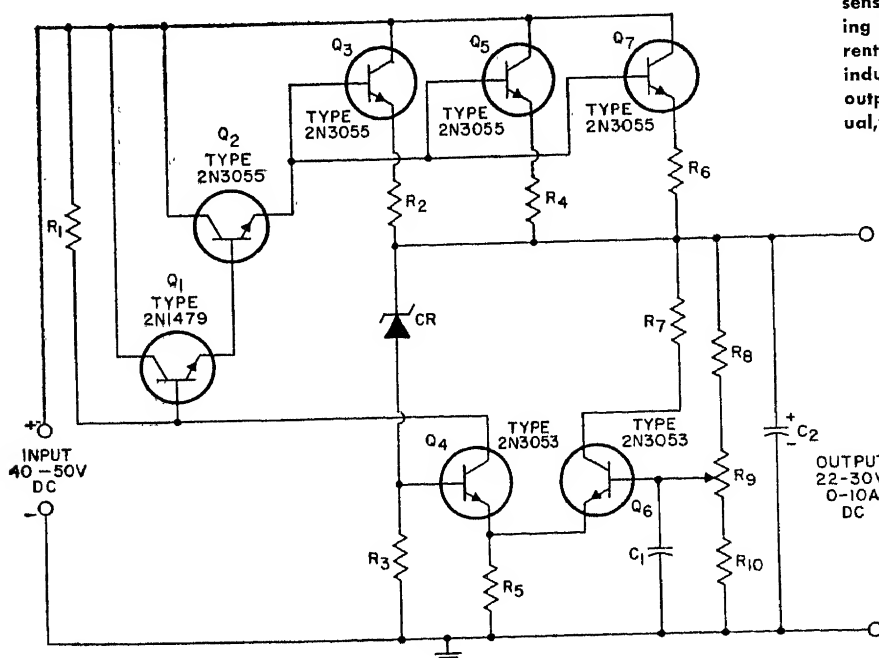 sens
ing
rent
indu
outp
ual,
Q3
Q5
Q7
TYPE
2N3055
TYPE
2N3055
TYPE
2N3055
Q2
TYPE
2N3055
R1
R2
R4
R6
Q1
TYPE
2N1479
CR
R7
R8
+
-
C2
INPUT
40-50V
DC
+
-
Q4
TYPE
2N3053
TYPE
2N3053
Q6
R9
OUTPUT
22-30V
0-10A
DC
R3
R5
C1
R10